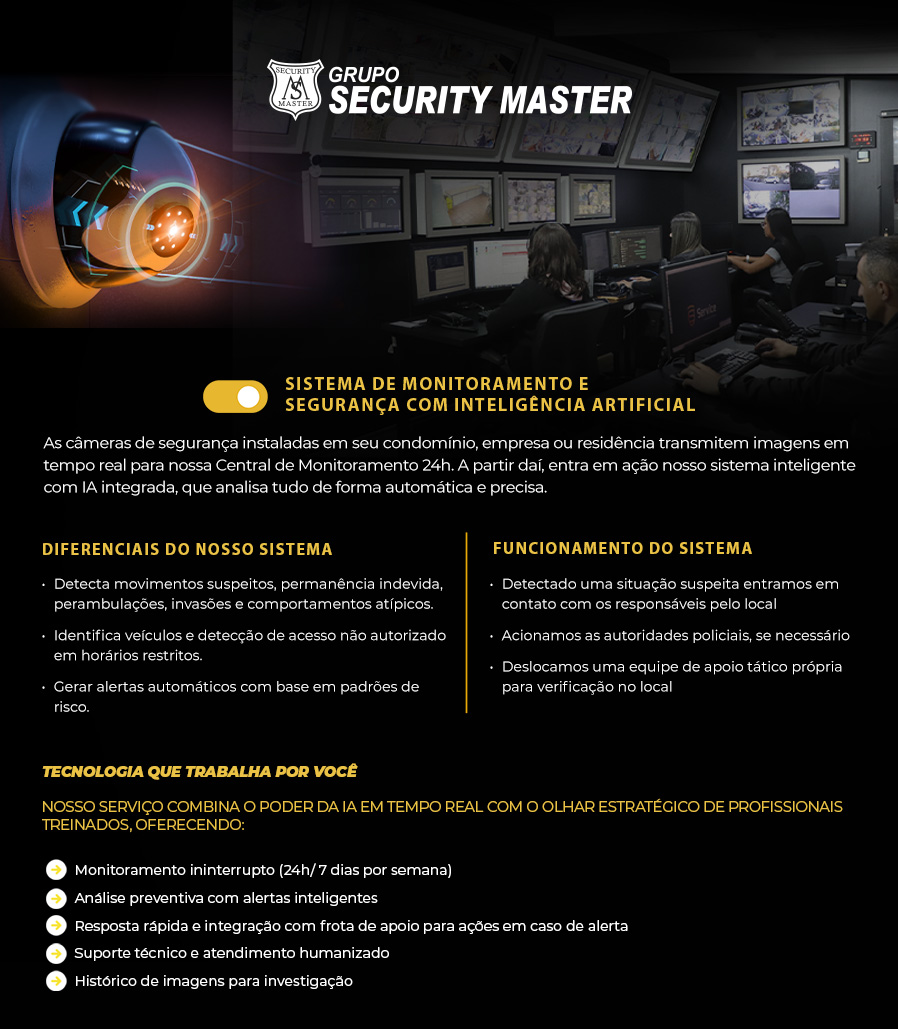 SECURITY
MS
MASTER
GRUPO
SECURITY MASTER
Service
SISTEMA DE MONITORAMENTO E
SEGURANÇA COM INTELIGÊNCIA ARTIFICIAL
As câmeras de segurança instaladas em seu condomínio, empresa ou residência transmitem imagens em
tempo real para nossa Central de Monitoramento 24h. A partir daí, entra em ação nosso sistema inteligente
com IA integrada, que analisa tudo de forma automática e precisa.
DIFERENCIAIS DO NOSSO SISTEMA
• Detecta movimentos suspeitos, permanência indevida,
perambulações, invasões e comportamentos atípicos.
• Identifica veículos e detecção de acesso não autorizado
em horários restritos.
• Gerar alertas automáticos com base em padrões de
risco.
FUNCIONAMENTO DO SISTEMA
• Detectado uma situação suspeita entramos em
contato com os responsáveis pelo local
• Acionamos as autoridades policiais, se necessário
• Deslocamos uma equipe de apoio tático própria
para verificação no local
TECNOLOGIA QUE TRABALHA POR VOCÊ
NOSSO SERVIÇO COMBINA O PODER DA IA EM TEMPO REAL COM O OLHAR ESTRATÉGICO DE PROFISSIONAIS
TREINADOS, OFERECENDO:
Monitoramento ininterrupto (24h/ 7 dias por semana)
Análise preventiva com alertas inteligentes
Resposta rápida e integração com frota de apoio para ações em caso de alerta
Suporte técnico e atendimento humanizado
Histórico de imagens para investigação